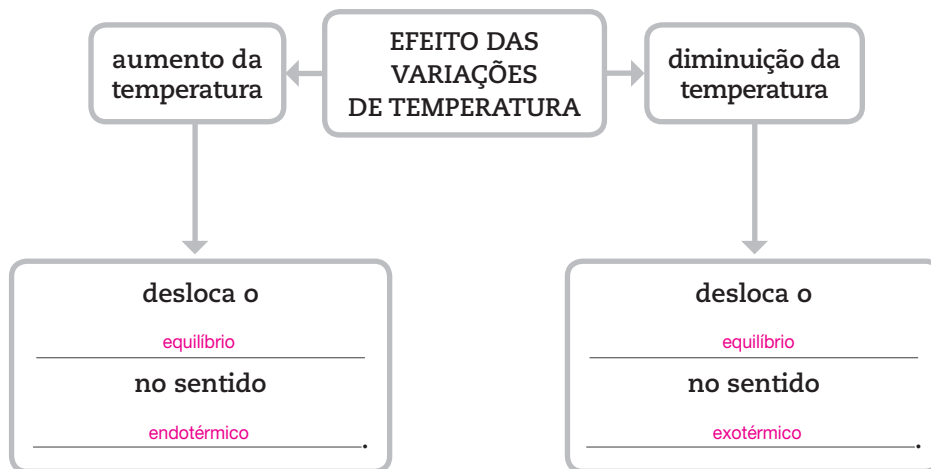 EFEITO DAS
VARIAÇÕES
DE TEMPERATURA
aumento da
temperatura
diminuição da
temperatura
desloca o
equilíbrio
no sentido
endotérmico.
desloca o
equilíbrio
no sentido
exotérmico.